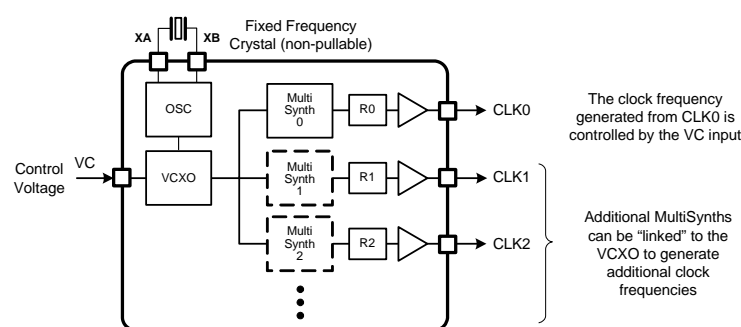 Fixed Frequency
Crystal (non-pullable)
XA
XB
OSC
Multi
Synth
0
R0
CLK0
The clock frequency
generated from CLK0 is
controlled by the VC input
Control
Voltage
VC
VCXO
Multi
Synth
1
R1
CLK1
Multi
Synth
2
R2
CLK2
Additional MultiSynths
can be “linked” to the
VCXO to generate
additional clock
frequencies